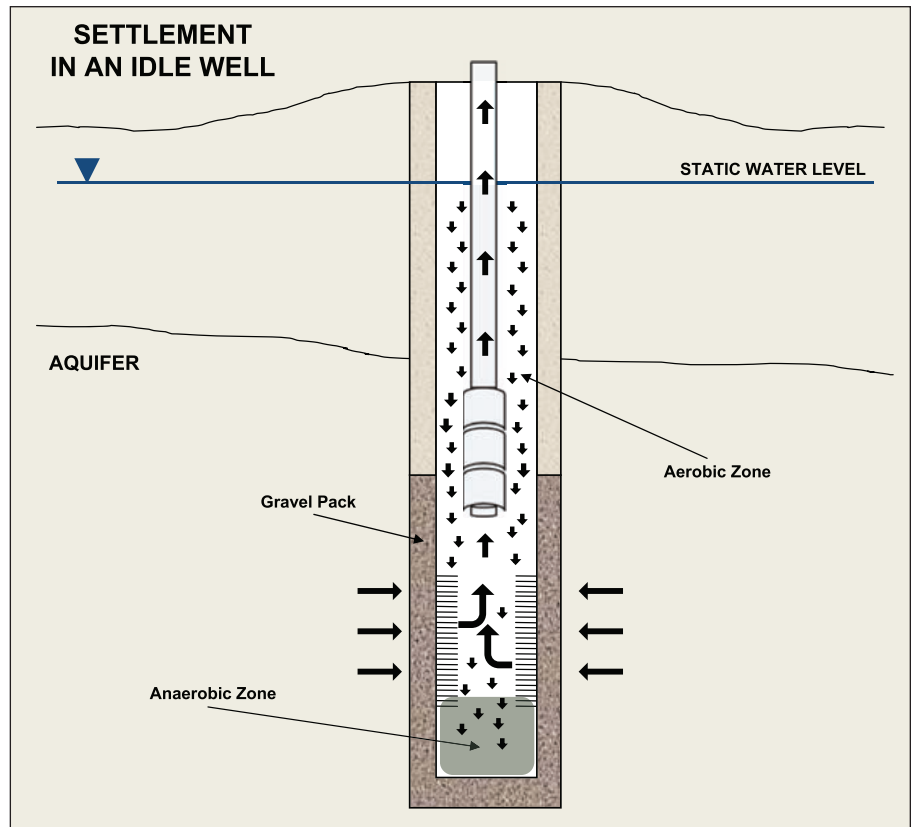 SETTLEMENT
IN AN IDLE WELL
STATIC WATER LEVEL
AQUIFER
Aerobic Zone
Gravel Pack
Anaerobic Zone